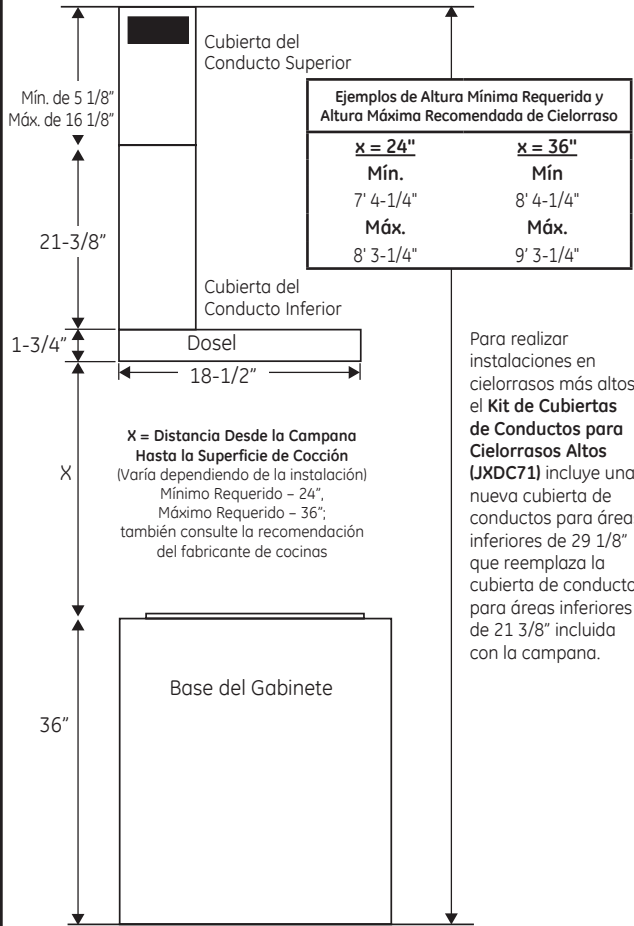 Cubierta del
Conducto Superior
Mín. de 5 1/8"
Máx. de 16 1/8"
Ejemplos de Altura Mínima Requerida y
Altura Máxima Recomendada de Cielorraso
x = 24" x = 36"
Mín. Mín
7' 4-1/4" 8' 4-1/4"
Máx. Máx.
8' 3-1/4" 9' 3-1/4"
21-3/8"
Cubierta del
Conducto Inferior
1-3/4"
Dosel
18-1/2"
X
X = Distancia Desde la Campana
Hasta la Superficie de Cocción
(Varía dependiendo de la instalación)
Mínimo Requerido – 24",
Máximo Requerido – 36";
también consulte la recomendación
del fabricante de cocinas
Para realizar
instalaciones en
cielorrasos más altos
el Kit de Cubiertas
de Conductos para
Cielorrasos Altos
(JXDC71) incluye una
nueva cubierta de
conductos para área
inferiores de 29 1/8"
que reemplaza la
cubierta de conducto
para áreas inferiores
de 21 3/8" incluida
con la campana.
Base del Gabinete
36"